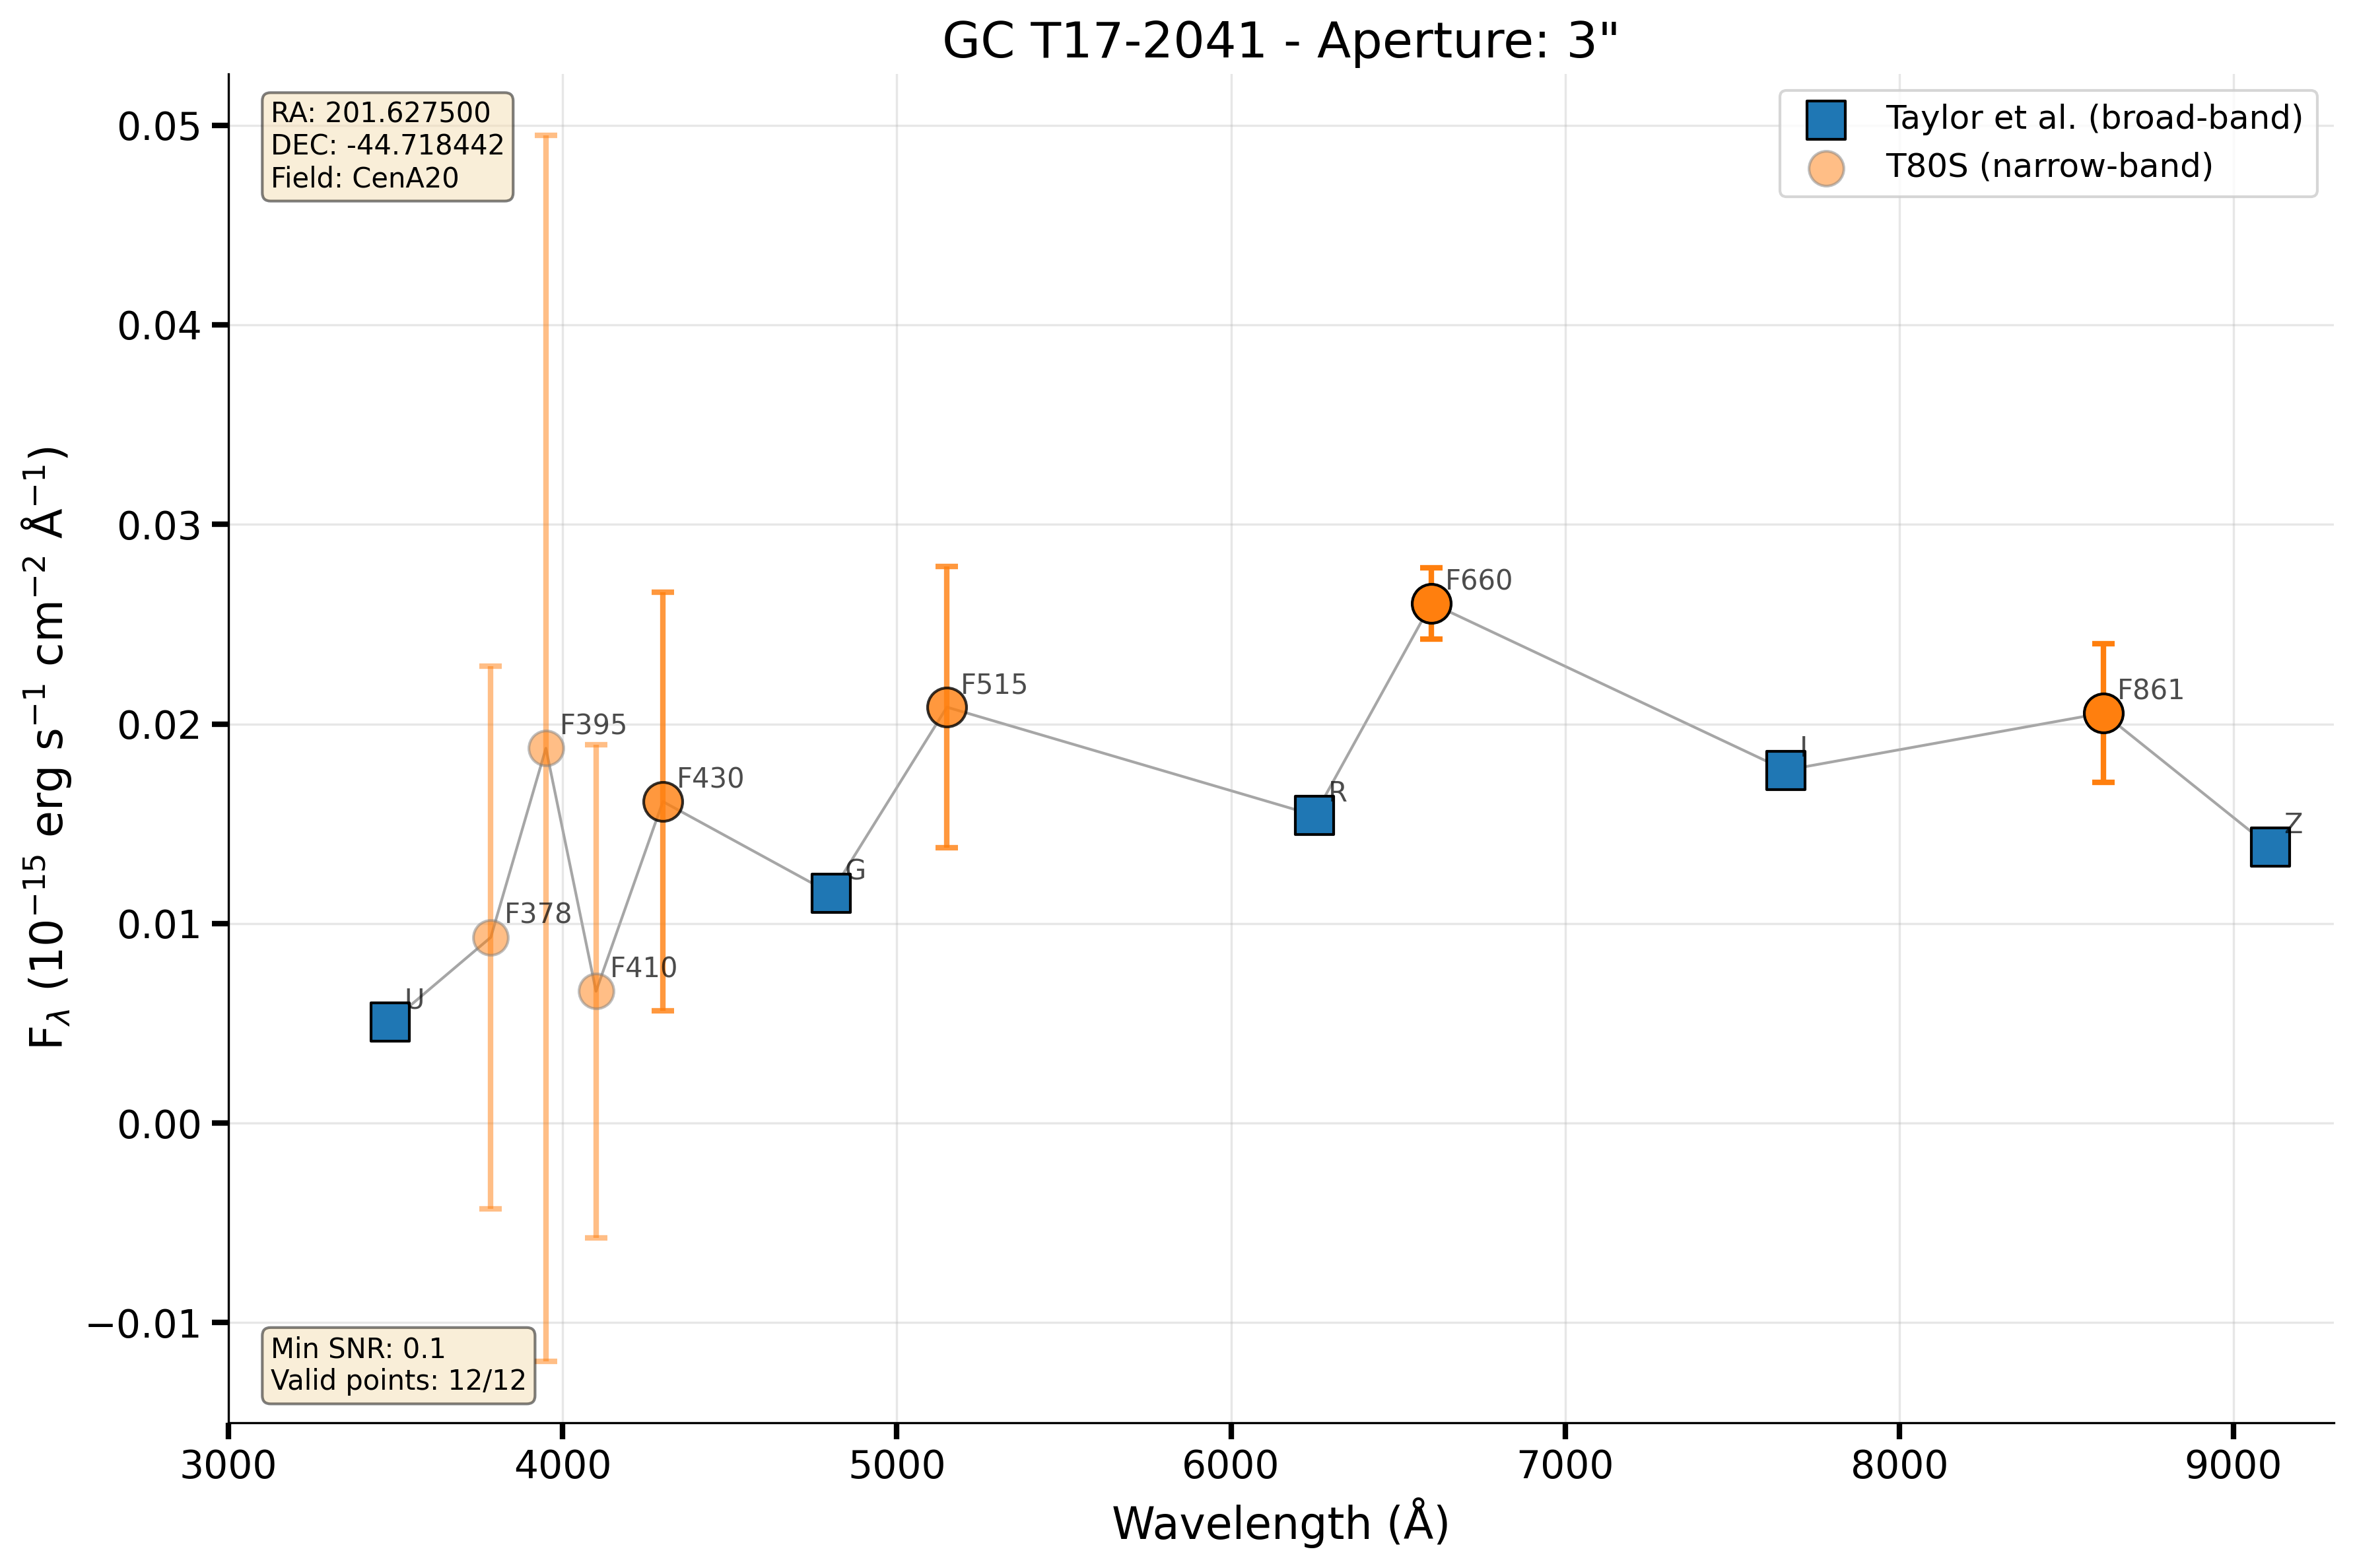 GC T17-2041 - Aperture: 3"
RA: 201.627500
DEC: -44.718442
Field: CenA20
Taylor et al. (broad-band)
T80S (narrow-band)
0.05
0.04
0.03
0.02
0.01
0.00
−0.01
F$_λ$ (10$^{−15}$ erg s$^{−1}$ cm$^{−2}$ Å$^{−1}$)
U
F378
F395
F410
F430
G
F515
R
F660
I
F861
Z
Min SNR: 0.1
Valid points: 12/12
3000
4000
5000
6000
7000
8000
9000
Wavelength (Å)